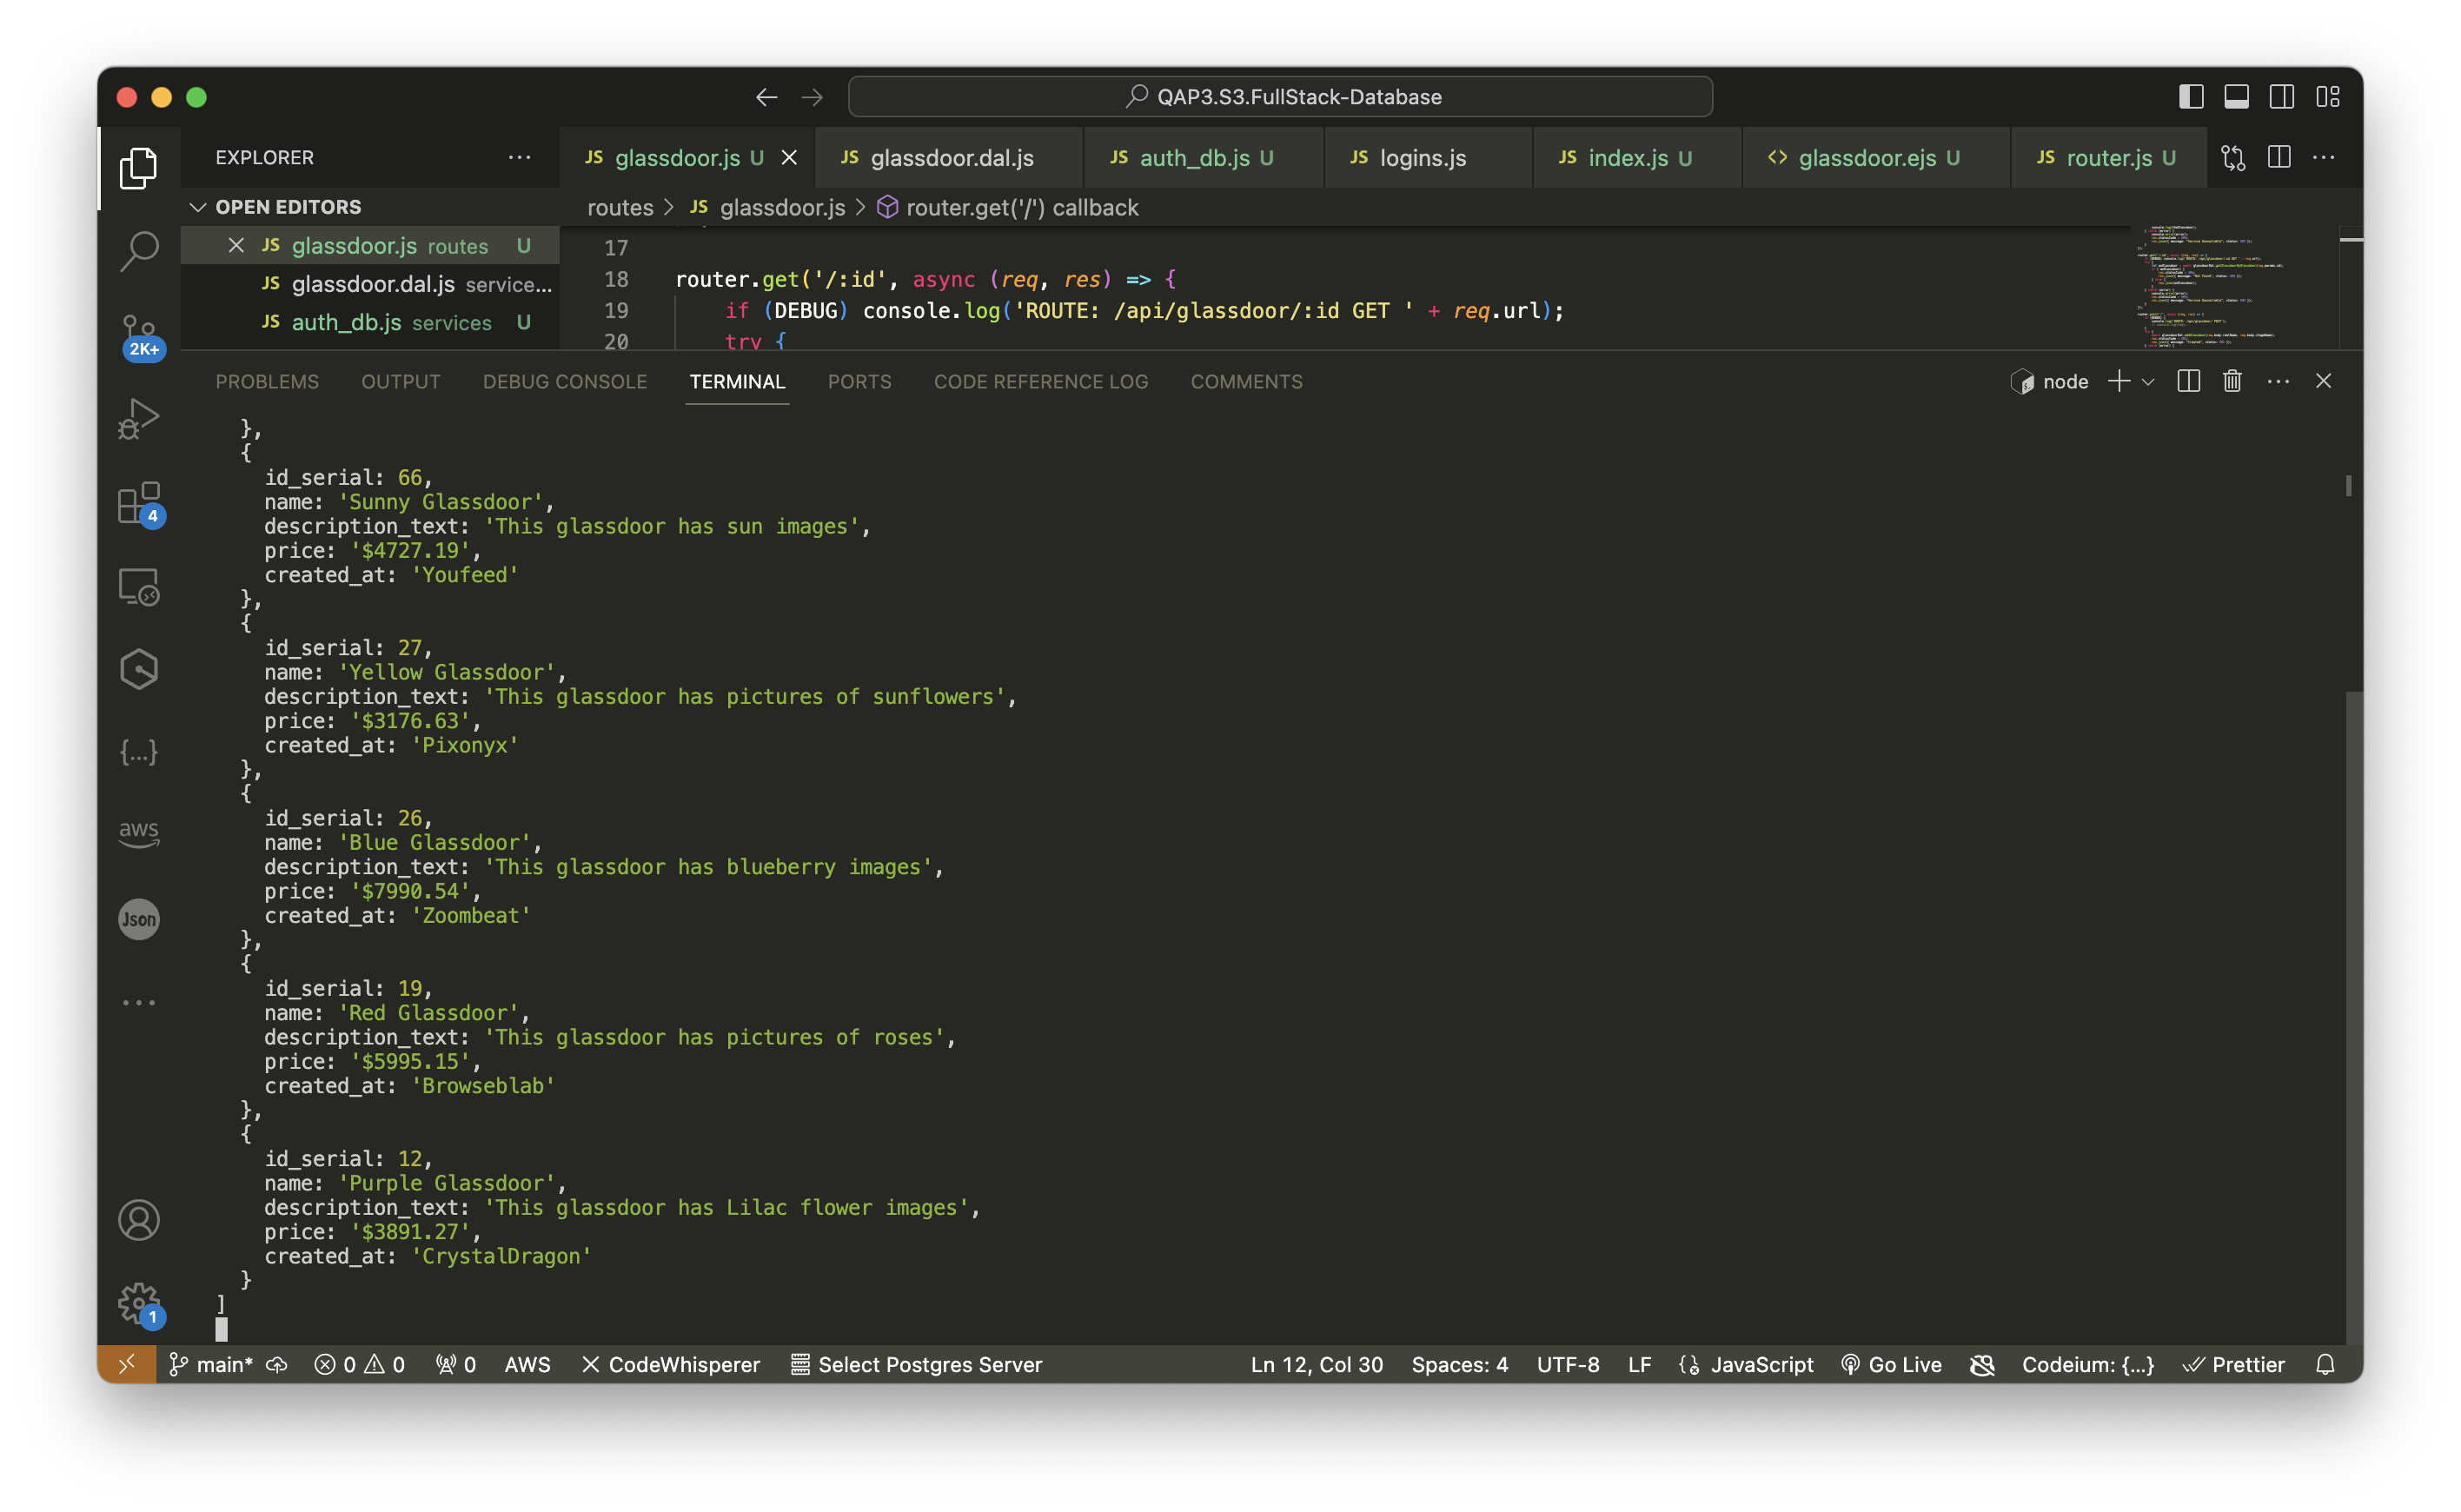 QAP3.S3.FullStack-Database
EXPLORER
JS glassdoor.js U
JS glassdoor.dal.js
JS auth_db.js U
JS logins.js
JS index.js U
<> glassdoor.ejs U
JS router.js U
OPEN EDITORS
routes > JS glassdoor.js > router.get('/') callback
JS glassdoor.js routes U
JS glassdoor.dal.js service...
JS auth_db.js services U
17
18 router.get('/:id', async (req, res) => {
19 if (DEBUG) console.log('ROUTE: /api/glassdoor/:id GET ' + req.url);
20 try {
2K+
PROBLEMS OUTPUT DEBUG CONSOLE TERMINAL PORTS CODE REFERENCE LOG COMMENTS
node
},
{
id_serial: 66,
name: 'Sunny Glassdoor',
description_text: 'This glassdoor has sun images',
price: '$4727.19',
created_at: 'Youfeed'
},
{
id_serial: 27,
name: 'Yellow Glassdoor',
description_text: 'This glassdoor has pictures of sunflowers',
price: '$3176.63',
created_at: 'Pixonyx'
},
{
id_serial: 26,
name: 'Blue Glassdoor',
description_text: 'This glassdoor has blueberry images',
price: '$7990.54',
created_at: 'Zoombeat'
},
{
id_serial: 19,
name: 'Red Glassdoor',
description_text: 'This glassdoor has pictures of roses',
price: '$5995.15',
created_at: 'Browseblab'
},
{
id_serial: 12,
name: 'Purple Glassdoor',
description_text: 'This glassdoor has Lilac flower images',
price: '$3891.27',
created_at: 'CrystalDragon'
}
]
4
{...}
aws
Json
1
main* 0 0 0 AWS CodeWhisperer Select Postgres Server
Ln 12, Col 30 Spaces: 4 UTF-8 LF JavaScript Go Live Codeium: {...} Prettier